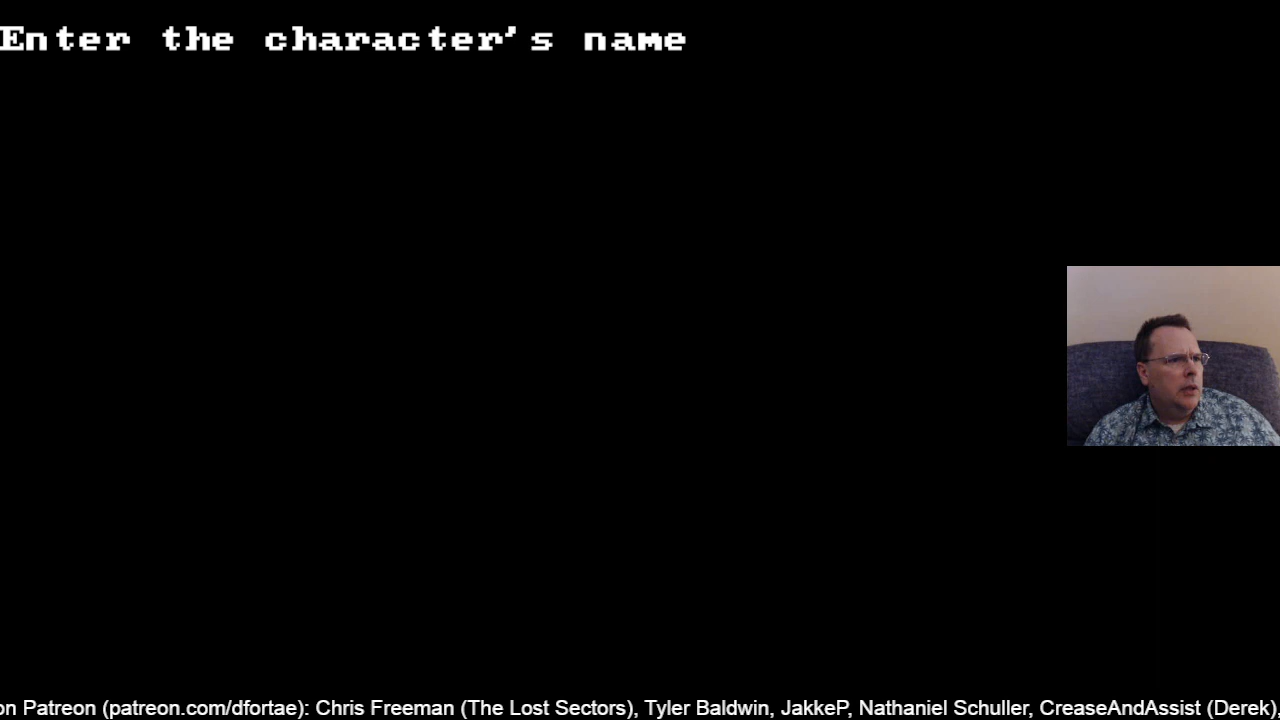 Enter the character's name
on Patreon (patreon.com/dfortae): Chris Freeman (The Lost Sectors), Tyler Baldwin, JakkeP, Nathaniel Schuller, CreaseAndAssist (Derek),